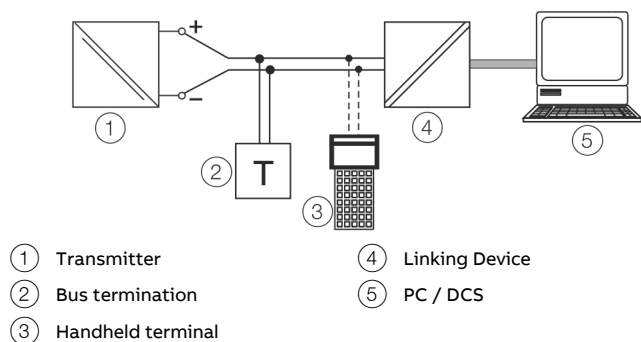 +
−
1
4
T
2
5
3
1 Transmitter
2 Bus termination
3 Handheld terminal
4 Linking Device
5 PC / DCS